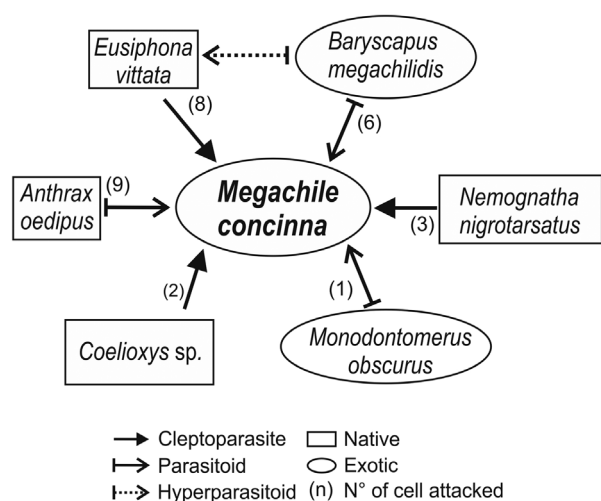 Eusiphona
vittata
Baryscapus
megachilidis
(8)
(6)
Anthrax
oedipus
(9)
Megachile
concinna
(3)
Nemognatha
nigrotarsatus
(2)
(1)
Coelioxys sp.
Monodontomerus
obscurus
Cleptoparasite
Native
Parasitoid
Exotic
Hyperparasitoid
(n) N° of cell attacked